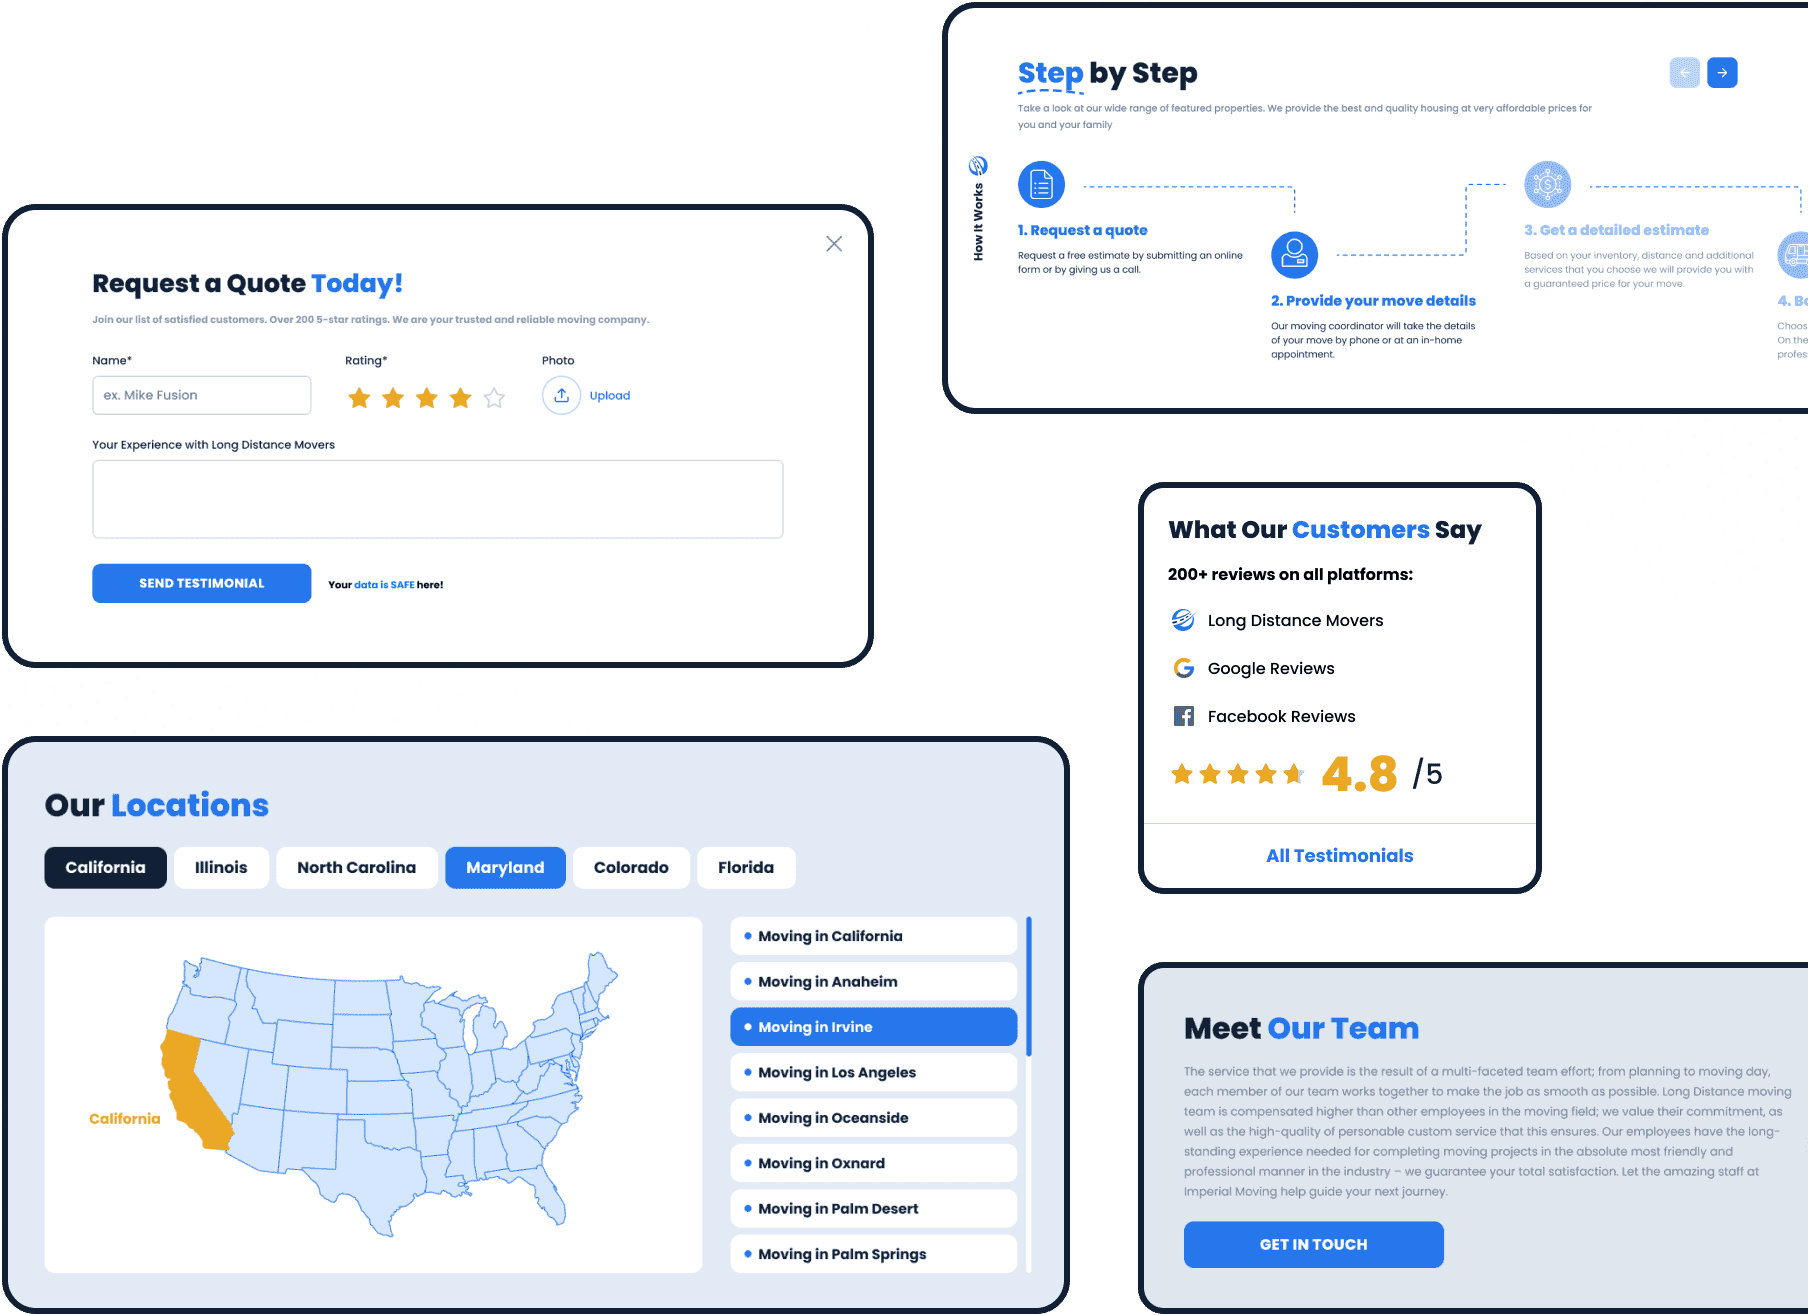 Step by Step
Take a look at our wide range of featured properties. We provide the best and quality housing at very affordable prices for
you and your family
How It Works
1. Request a quote
Request a free estimate by submitting an online
form or by giving us a call.
2. Provide your move details
Our moving coordinator will take the details
of your move by phone or at an in-home
appointment.
3. Get a detailed estimate
Based on your inventory, distance and additional
services that you choose we will provide you with
a guaranteed price for your move.
4. Bo
Choos
On the
profes
Request a Quote Today!
Join our list of satisfied customers. Over 200 5-star ratings. We are your trusted and reliable moving company.
Name*
Rating*
Photo
ex. Mike Fusion
Upload
Your Experience with Long Distance Movers
SEND TESTIMONIAL
Your data is SAFE here!
What Our Customers Say
200+ reviews on all platforms:
Long Distance Movers
Google Reviews
Facebook Reviews
4.8 /5
All Testimonials
Our Locations
California
Illinois
North Carolina
Maryland
Colorado
Florida
California
Moving in California
Moving in Anaheim
Moving in Irvine
Moving in Los Angeles
Moving in Oceanside
Moving in Oxnard
Moving in Palm Desert
Moving in Palm Springs
Meet Our Team
The service that we provide is the result of a multi-faceted team effort; from planning to moving day,
each member of our team works together to make the job as smooth as possible. Long Distance moving
team is compensated higher than other employees in the moving field; we value their commitment, as
well as the high-quality of personable custom service that this ensures. Our employees have the long-
standing experience needed for completing moving projects in the absolute most friendly and
professional manner in the industry – we guarantee your total satisfaction. Let the amazing staff at
Imperial Moving help guide your next journey.
GET IN TOUCH